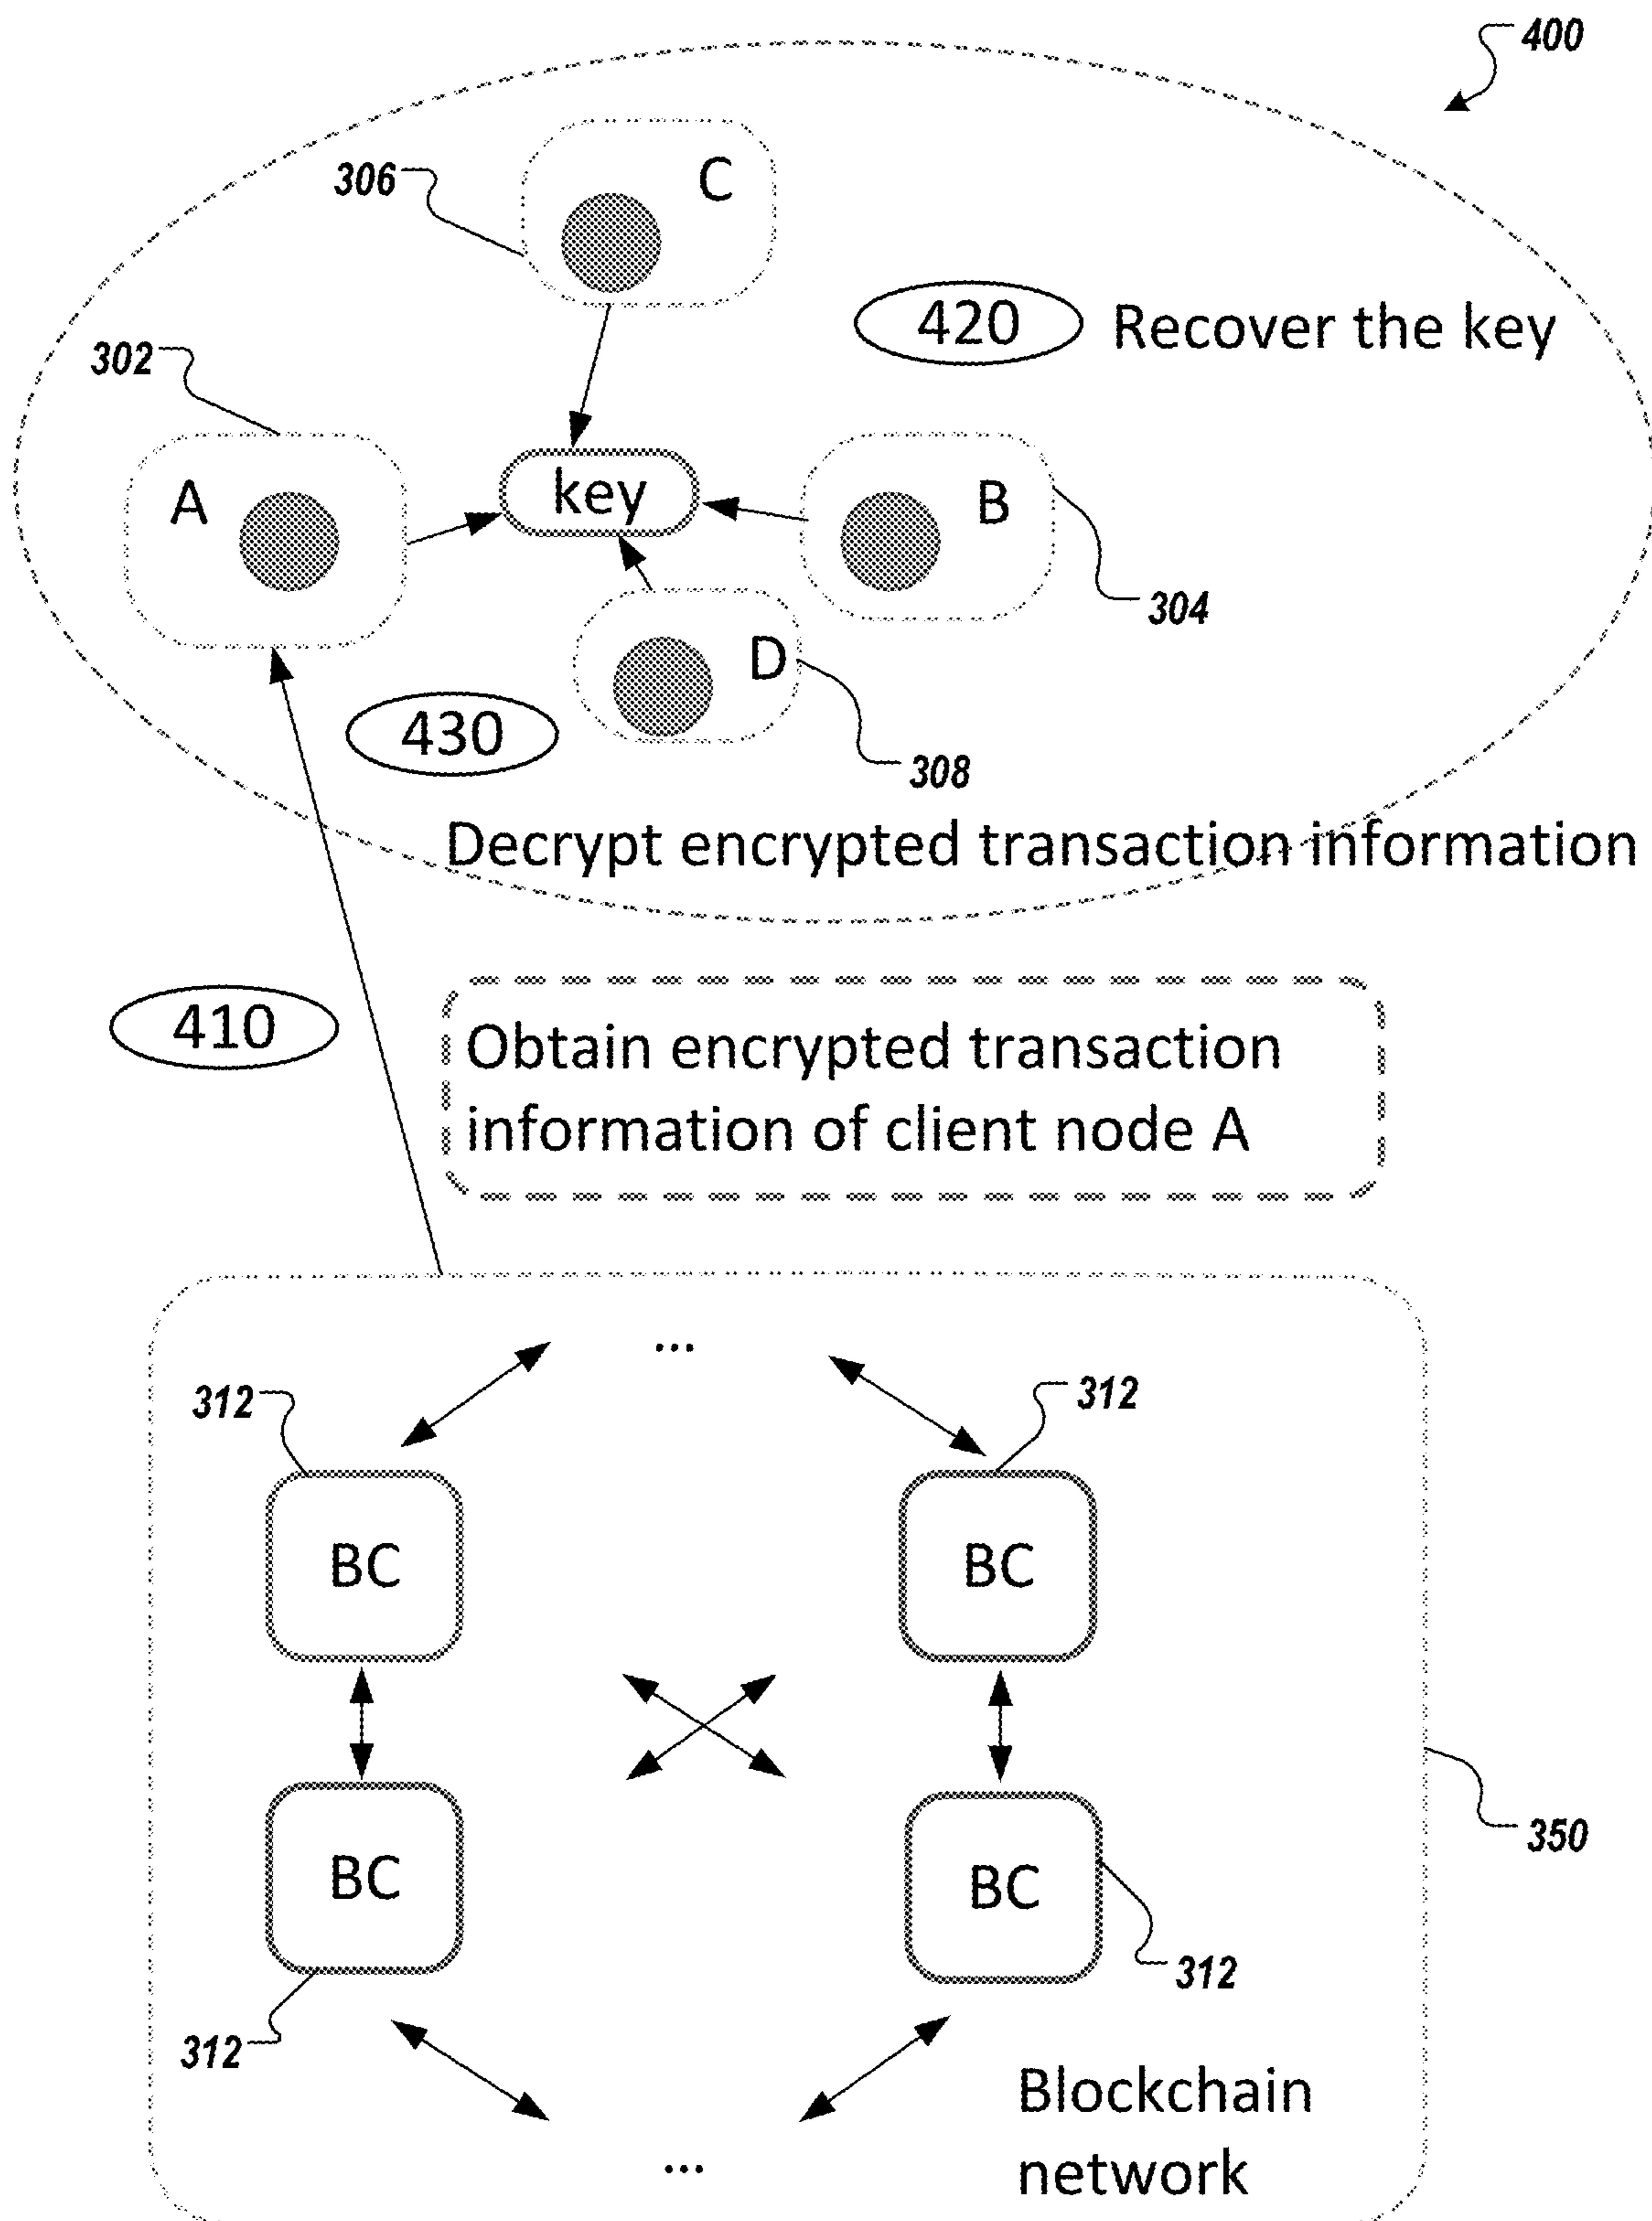 400
306
C
420 Recover the key
302
A
key
B
304
D
430
308
Decrypt encrypted transaction information
410
Obtain encrypted transaction
information of client node A
...
312
312
BC
BC
350
BC
BC
312
312
Blockchain
network
...